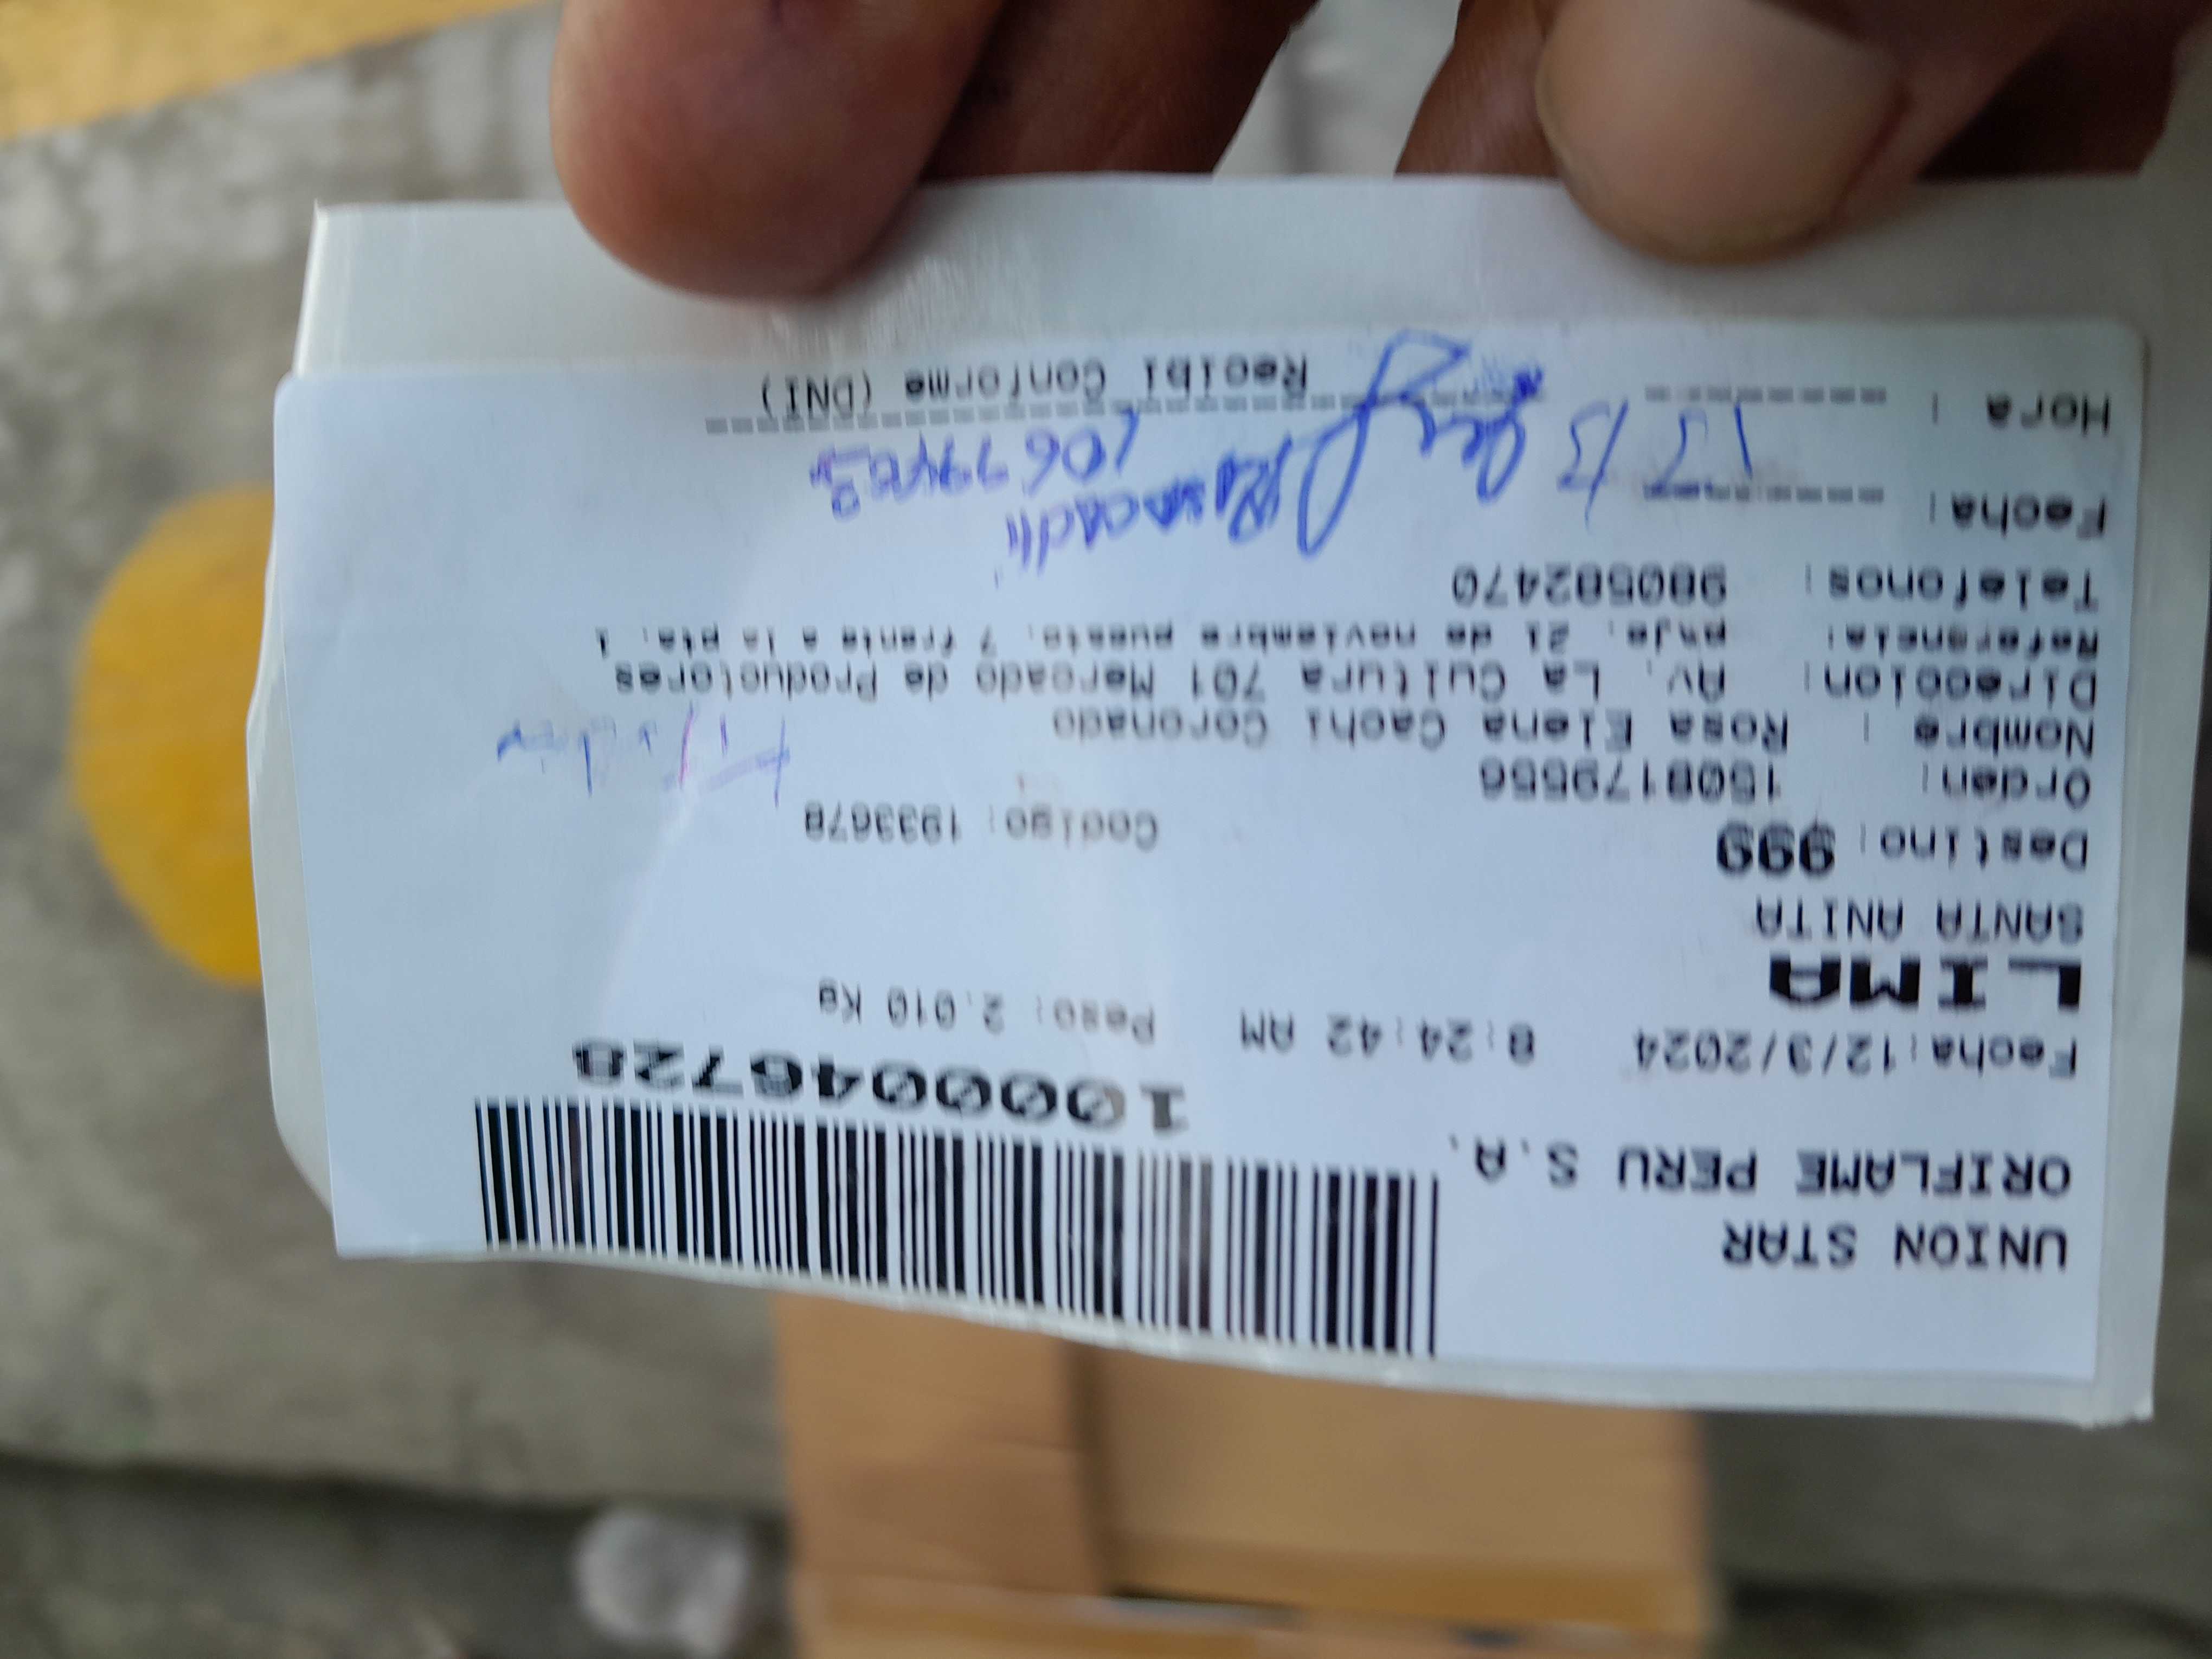 UNION STAR
ORIFLAME PERU S.A.
1000046728
Fecha:12/3/2024 8:24:42 AM Peso: 2.010 Kg
LIMA
SANTA ANITA
Destino: 999 Codigo: 1933678
Orden: 1508179556
Nombre : Rosa Elena Cachi Coronado
Direccion: Av. La Cultura 701 Mercado de Productores
Referencia: psje. 21 de noviembre puesto. 7 frente a la pta. 1
Telefonos: 980582470
Fecha:
Hora :
Recibi Conforme (DNI)